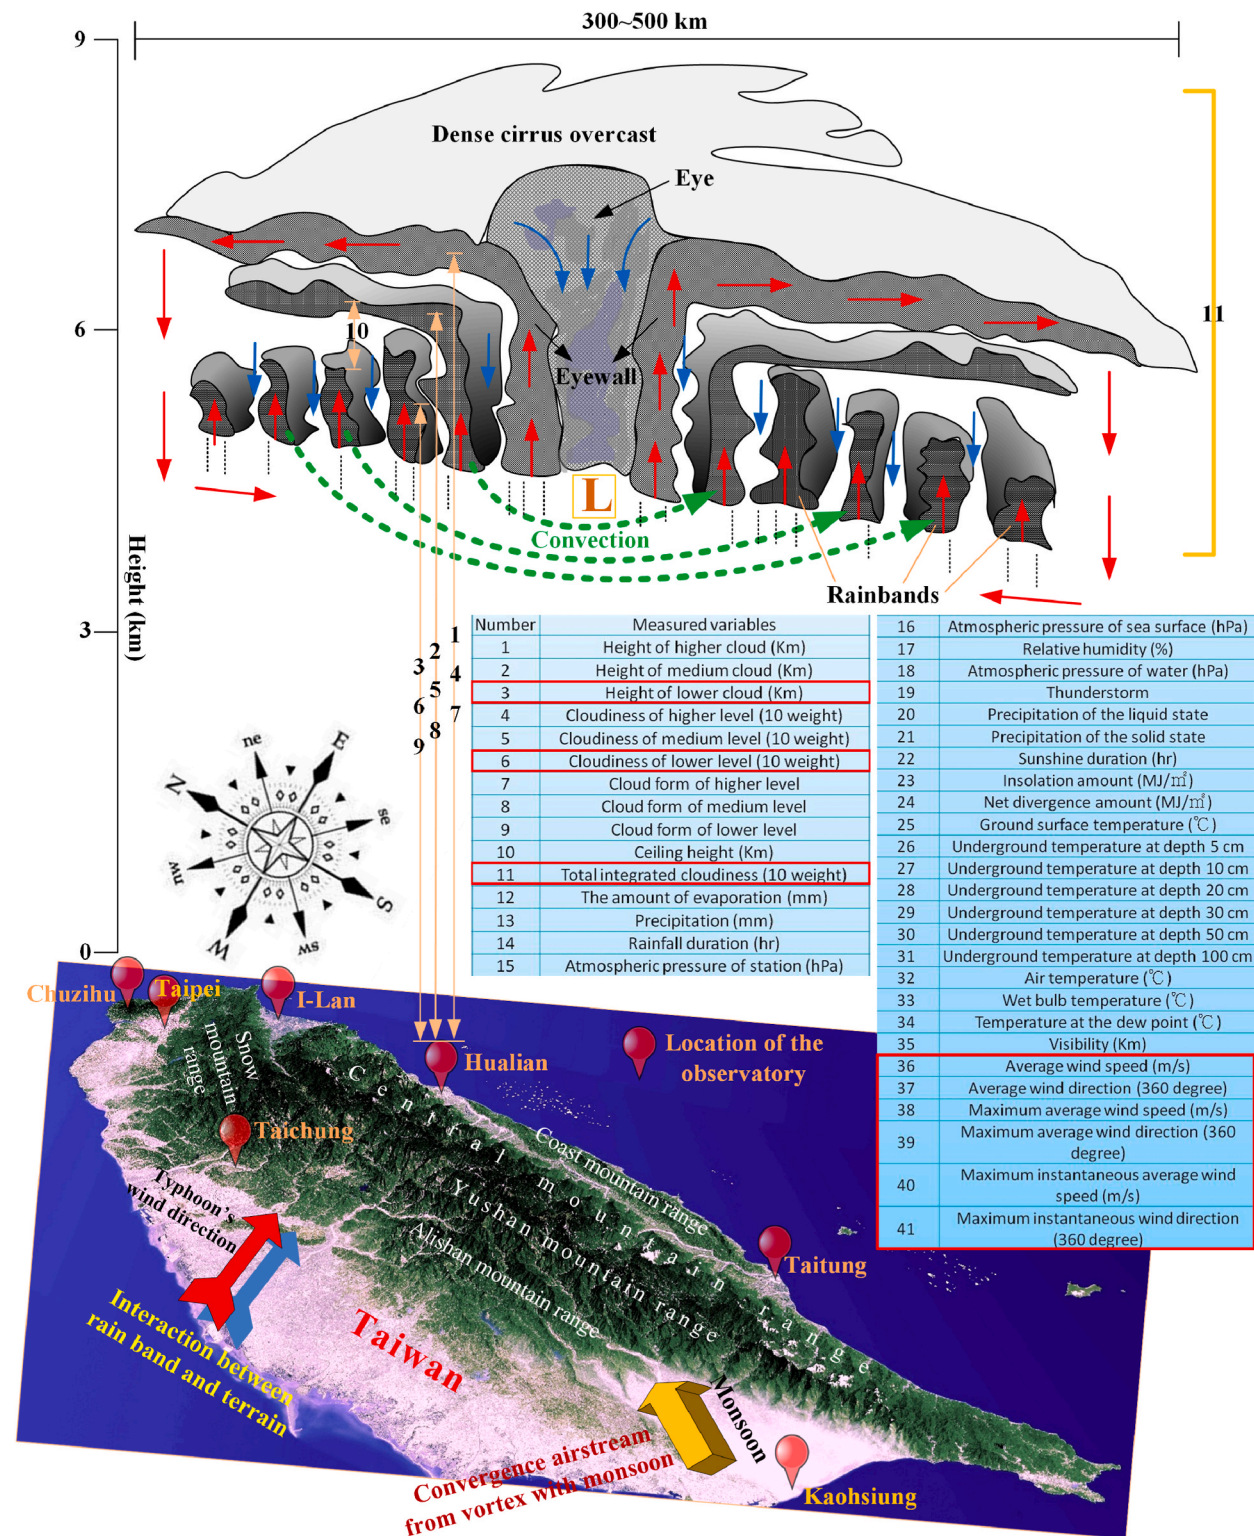 300~500 km
9
Dense cirrus overcast
Eye
11
6
10
Eyewall
L
Convection
Rainbands
Height (km)
3
1
2
3
4
5
6
7
8
9
0
Number Measured variables
1 Height of higher cloud (Km)
2 Height of medium cloud (Km)
3 Height of lower cloud (Km)
4 Cloudiness of higher level (10 weight)
5 Cloudiness of medium level (10 weight)
6 Cloudiness of lower level (10 weight)
7 Cloud form of higher level
8 Cloud form of medium level
9 Cloud form of lower level
10 Ceiling height (Km)
11 Total integrated cloudiness (10 weight)
12 The amount of evaporation (mm)
13 Precipitation (mm)
14 Rainfall duration (hr)
15 Atmospheric pressure of station (hPa)
16 Atmospheric pressure of sea surface (hPa)
17 Relative humidity (%)
18 Atmospheric pressure of water (hPa)
19 Thunderstorm
20 Precipitation of the liquid state
21 Precipitation of the solid state
22 Sunshine duration (hr)
23 Insolation amount (MJ/㎡)
24 Net divergence amount (MJ/㎡)
25 Ground surface temperature (℃)
26 Underground temperature at depth 5 cm
27 Underground temperature at depth 10 cm
28 Underground temperature at depth 20 cm
29 Underground temperature at depth 30 cm
30 Underground temperature at depth 50 cm
31 Underground temperature at depth 100 cm
32 Air temperature (℃)
33 Wet bulb temperature (℃)
34 Temperature at the dew point (℃)
35 Visibility (Km)
36 Average wind speed (m/s)
37 Average wind direction (360 degree)
38 Maximum average wind speed (m/s)
39 Maximum average wind direction (360
degree)
40 Maximum instantaneous average wind
speed (m/s)
41 Maximum instantaneous wind direction
(360 degree)
ne
E
N
se
nw
S
W
sw
Chuzihu
Taipei
I-Lan
Hualian
Location of the
observatory
Snow
mountain
range
Taichung
Central mountain range
Coast mountain range
Yushan mountain range
Alishan mountain range
Typhoon's
wind direction
Taitung
Interaction between
rain band and terrain
Taiwan
Monsoon
Convergence airstream
from vortex with monsoon
Kaohsiung